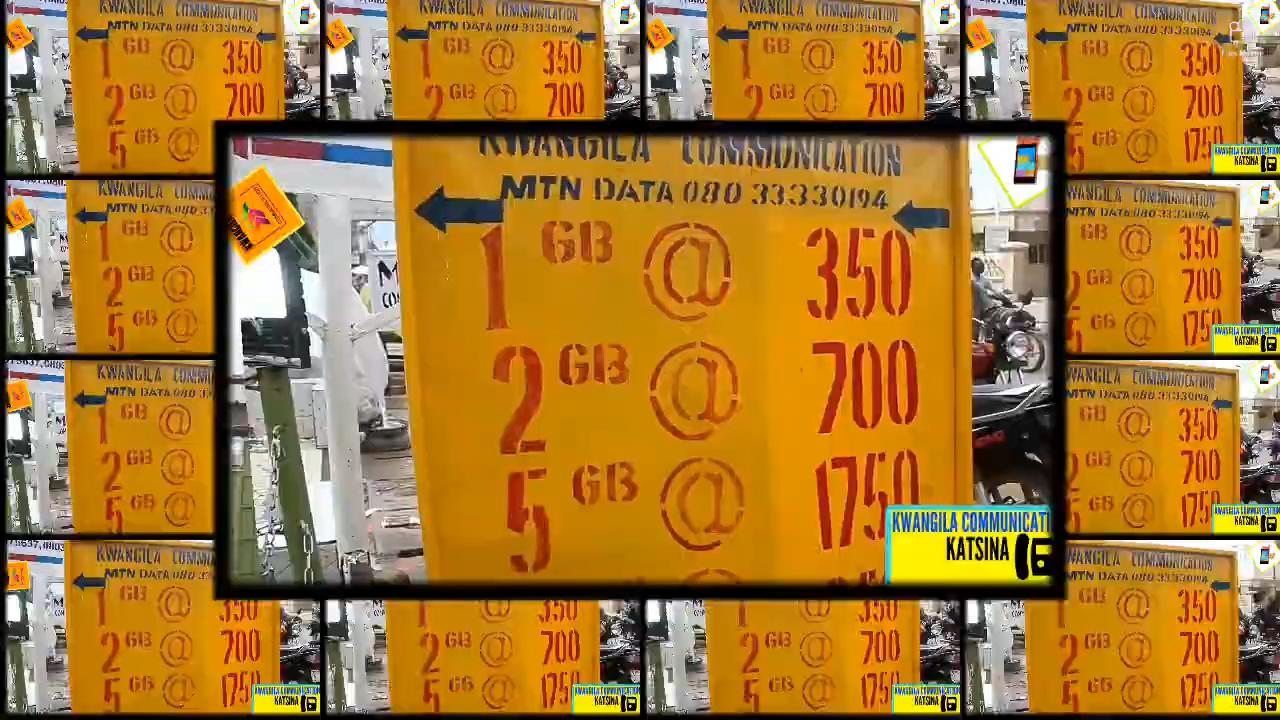 KWANGILA COMMUNICATION
MTN DATA 080 33330194
1 GB @ 350
2 GB @ 700
5 GB @ 1750
KWANGILA COMMUNICATI
KATSINA